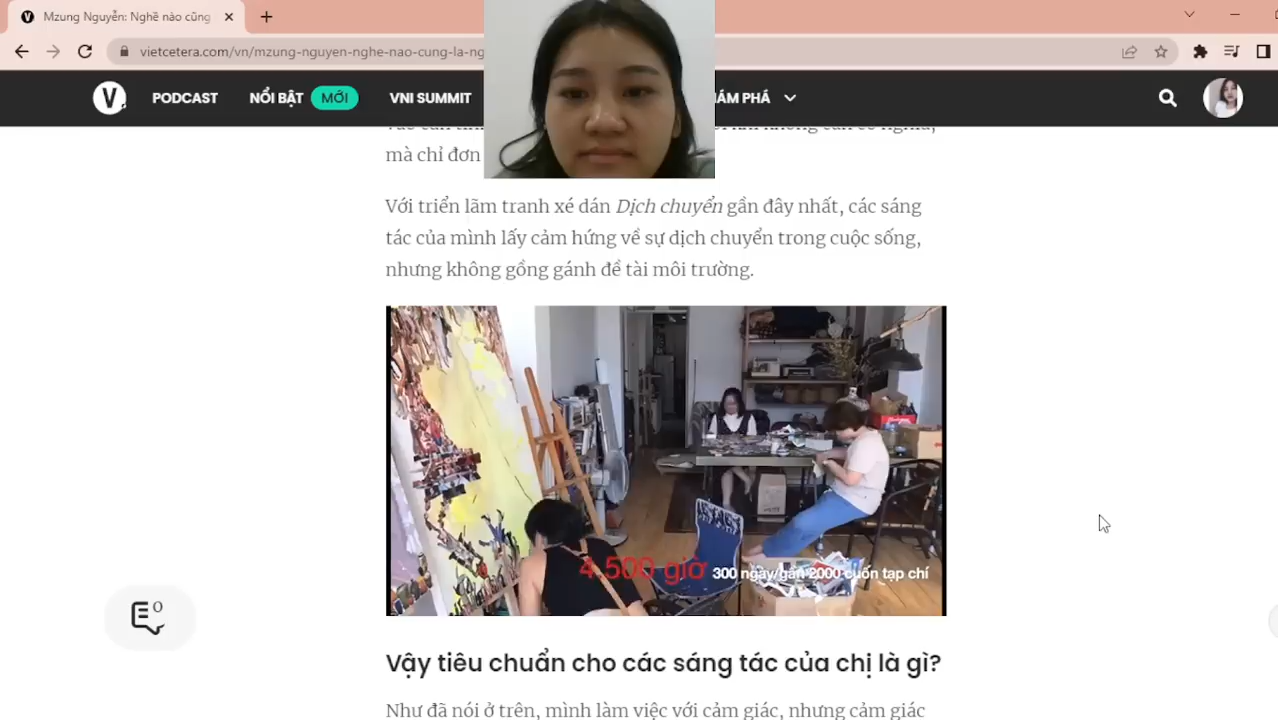 Mzung Nguyễn: Nghề nào cũng
vietcetera.com/vn/mzung-nguyen-nghe-nao-cung-la-ng
V.
PODCAST
NỔI BẬT MỚI
VNI SUMMIT
ÁM PHÁ
mà chỉ đơn
Với triển lãm tranh xé dán Dịch chuyển gần đây nhất, các sáng
tác của mình lấy cảm hứng về sự dịch chuyển trong cuộc sống,
nhưng không gồng gánh đề tài môi trường.
4.500 giờ 300 ngày/gần 2000 cuốn tạp chí
0
Vậy tiêu chuẩn cho các sáng tác của chị là gì?
Như đã nói ở trên, mình làm việc với cảm giác, nhưng cảm giác